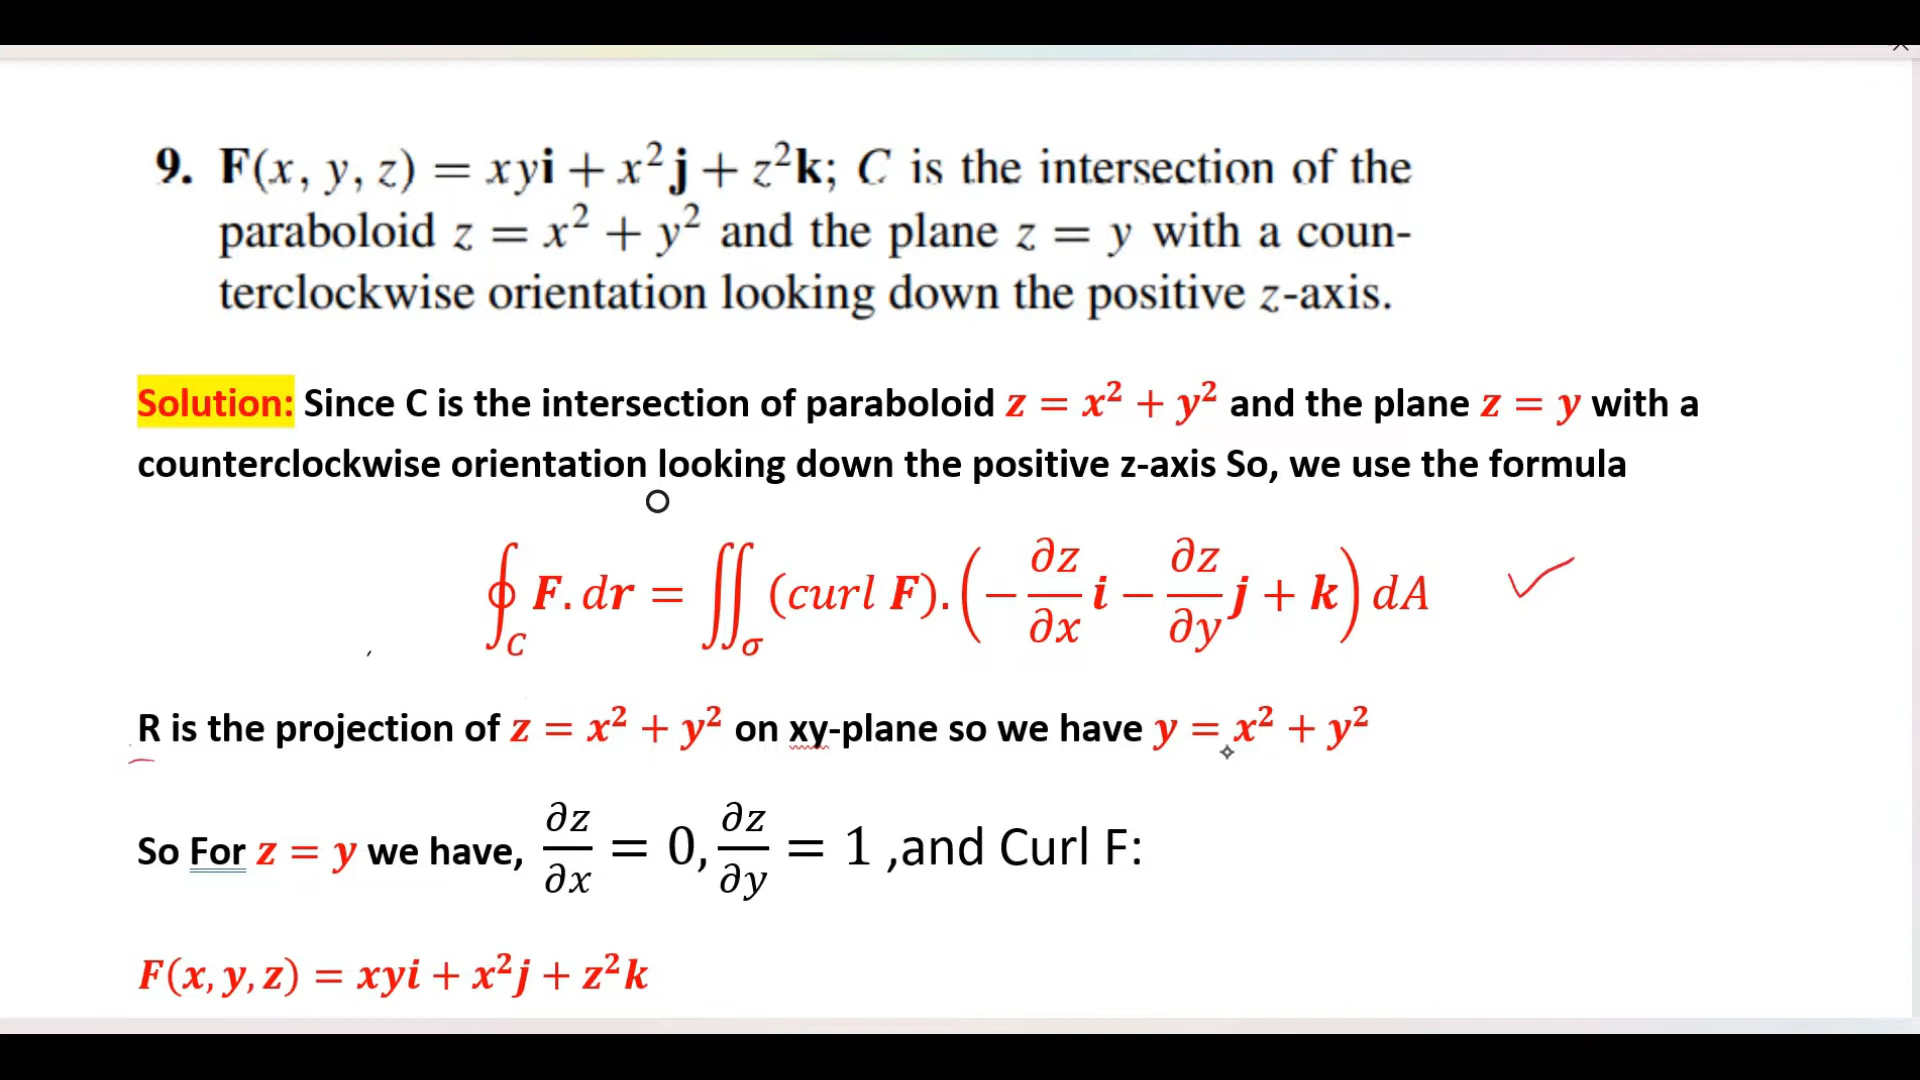 9. F(x, y, z) = xyi + x²j + z²k; C is the intersection of the
paraboloid z = x² + y² and the plane z = y with a coun-
terclockwise orientation looking down the positive z-axis.
Solution: Since C is the intersection of paraboloid z = x² + y² and the plane z = y with a
counterclockwise orientation looking down the positive z-axis So, we use the formula
∮_C F. dr = ∬_σ (curl F). (−∂z/∂x i − ∂z/∂y j + k) dA
R is the projection of z = x² + y² on xy-plane so we have y = x² + y²
So For z = y we have, ∂z/∂x = 0, ∂z/∂y = 1 ,and Curl F:
F(x, y, z) = xyi + x²j + z²k